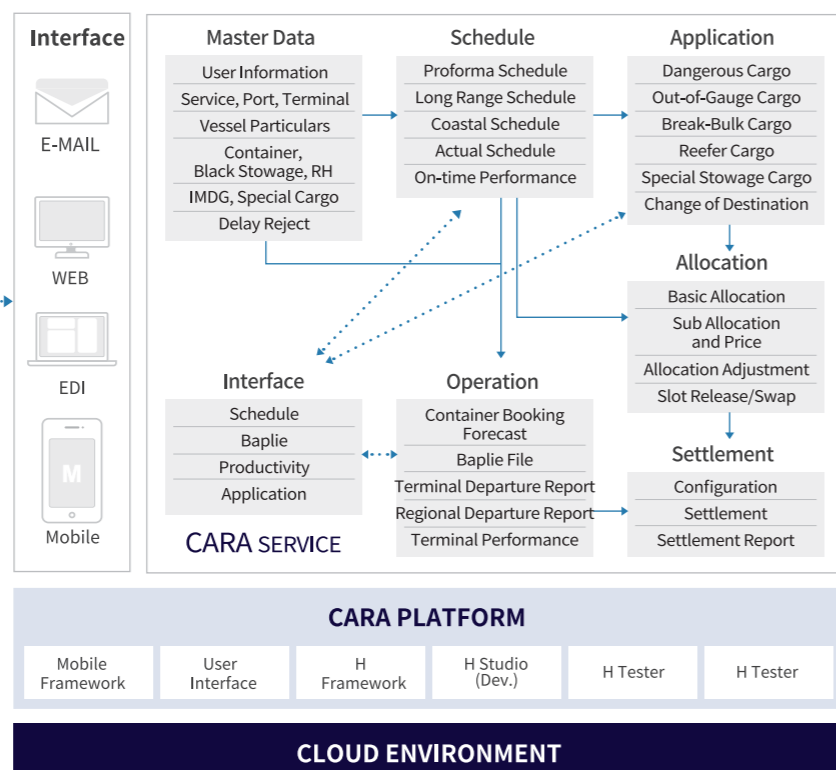 Interface
E-MAIL
WEB
EDI
M
Mobile
Master Data
User Information
Service, Port, Terminal
Vessel Particulars
Container,
Black Stowage, RH
IMDG, Special Cargo
Delay Reject
Schedule
Proforma Schedule
Long Range Schedule
Coastal Schedule
Actual Schedule
On-time Performance
Application
Dangerous Cargo
Out-of-Gauge Cargo
Break-Bulk Cargo
Reefer Cargo
Special Stowage Cargo
Change of Destination
Allocation
Basic Allocation
Sub Allocation
and Price
Allocation Adjustment
Slot Release/Swap
Interface
Schedule
Baplie
Productivity
Application
Operation
Container Booking
Forecast
Baplie File
Terminal Departure Report
Regional Departure Report
Terminal Performance
Settlement
Configuration
Settlement
Settlement Report
CARA SERVICE
CARA PLATFORM
Mobile
Framework
User
Interface
H
Framework
H Studio
(Dev.)
H Tester
H Tester
CLOUD ENVIRONMENT